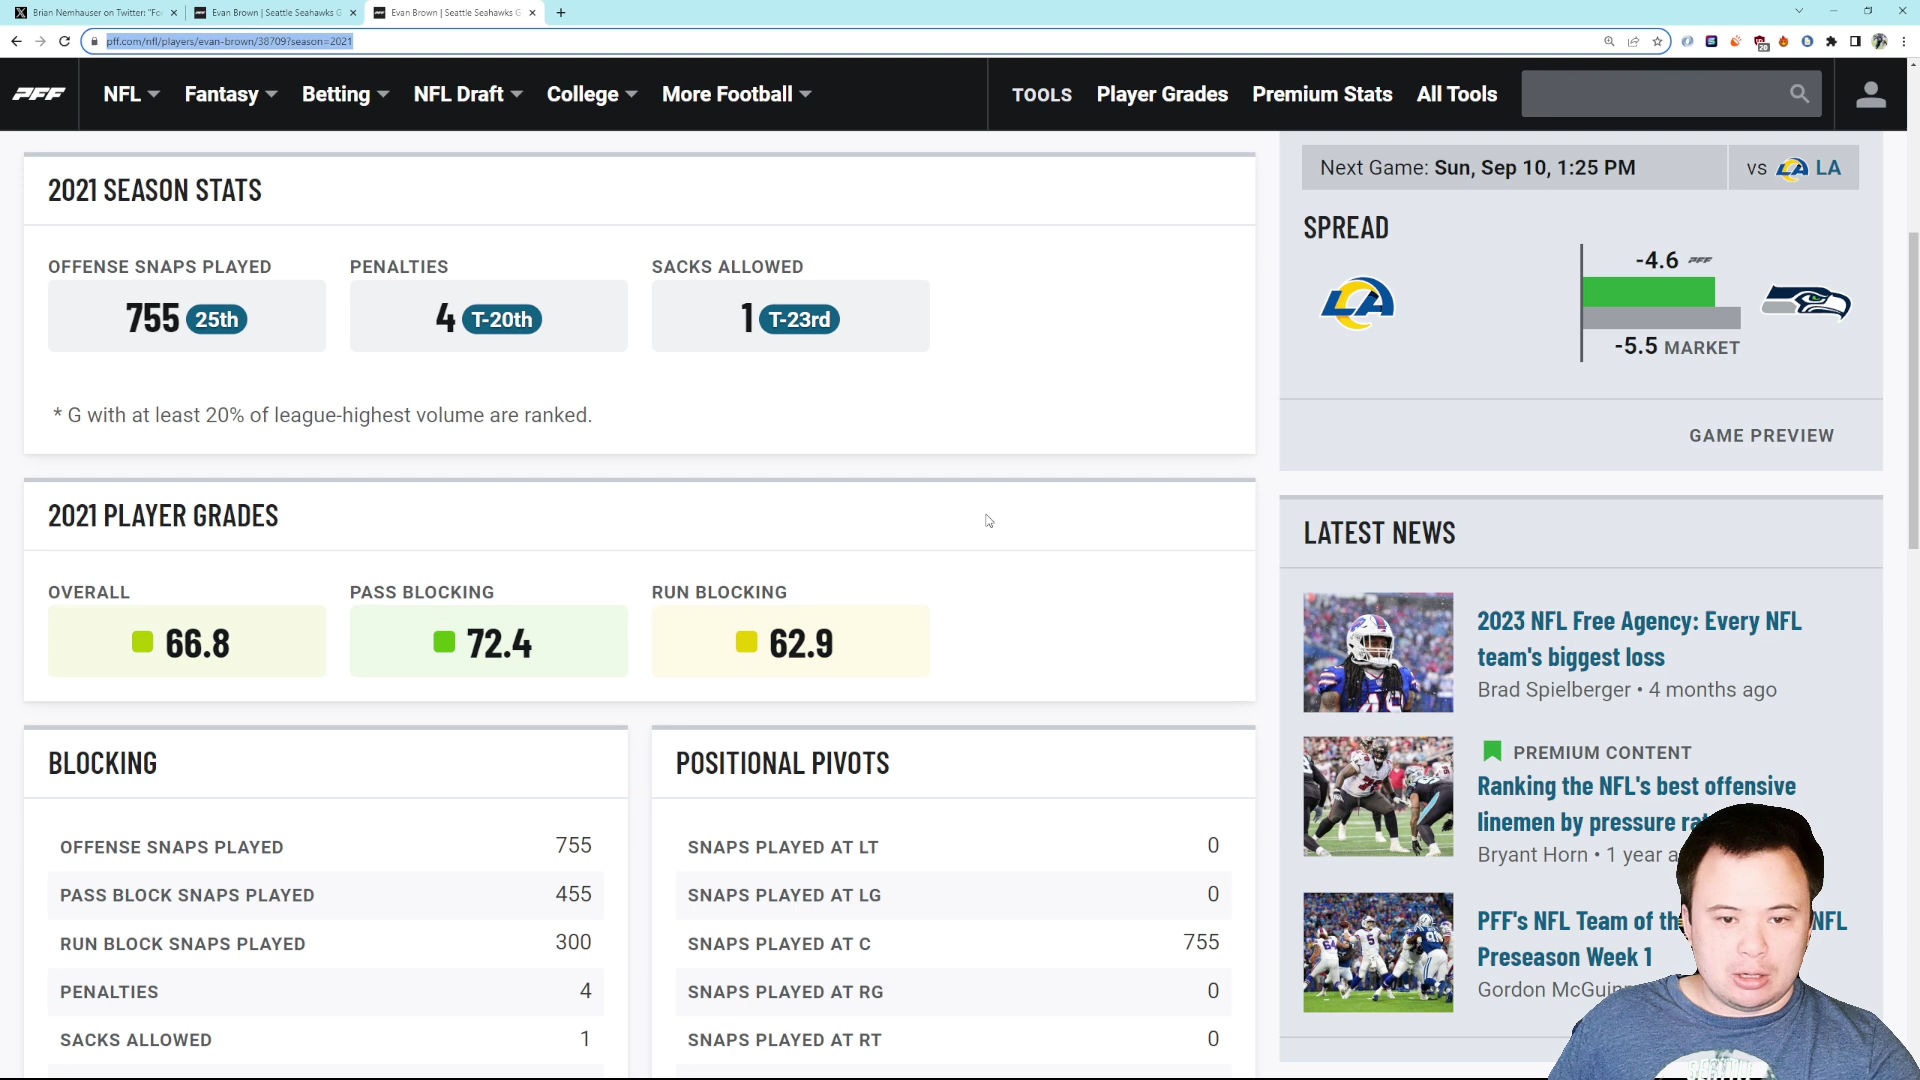 Brian Nemhauser on Twitter: "Fo
Evan Brown | Seattle Seahawks G
Evan Brown | Seattle Seahawks G
pff.com/nfl/players/evan-brown/38709?season=2021
20
PFF
NFL
Fantasy
Betting
NFL Draft
College
More Football
TOOLS
Player Grades
Premium Stats
All Tools
2021 SEASON STATS
OFFENSE SNAPS PLAYED
755 25th
PENALTIES
4 T-20th
SACKS ALLOWED
1 T-23rd
* G with at least 20% of league-highest volume are ranked.
2021 PLAYER GRADES
OVERALL
66.8
PASS BLOCKING
72.4
RUN BLOCKING
62.9
BLOCKING
OFFENSE SNAPS PLAYED 755
PASS BLOCK SNAPS PLAYED 455
RUN BLOCK SNAPS PLAYED 300
PENALTIES 4
SACKS ALLOWED 1
POSITIONAL PIVOTS
SNAPS PLAYED AT LT 0
SNAPS PLAYED AT LG 0
SNAPS PLAYED AT C 755
SNAPS PLAYED AT RG 0
SNAPS PLAYED AT RT 0
Next Game: Sun, Sep 10, 1:25 PM
vs LA
SPREAD
-4.6 PFF
-5.5 MARKET
GAME PREVIEW
LATEST NEWS
2023 NFL Free Agency: Every NFL
team's biggest loss
Brad Spielberger • 4 months ago
PREMIUM CONTENT
Ranking the NFL's best offensive
linemen by pressure ra
Bryant Horn • 1 year a
PFF's NFL Team of th NFL
Preseason Week 1
Gordon McGuin